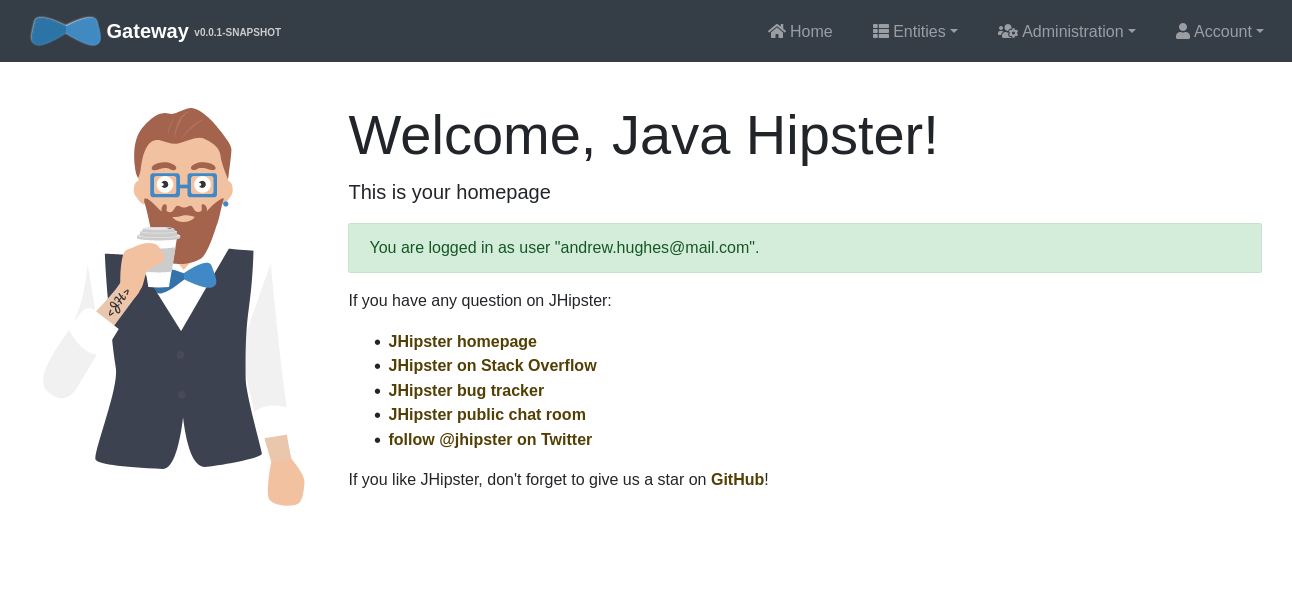 Gateway v0.0.1-SNAPSHOT
Home
Entities
Administration
Account
Welcome, Java Hipster!
This is your homepage
You are logged in as user "andrew.hughes@mail.com".
If you have any question on JHipster:
• JHipster homepage
• JHipster on Stack Overflow
• JHipster bug tracker
• JHipster public chat room
• follow @jhipster on Twitter
If you like JHipster, don't forget to give us a star on GitHub!
<JH>